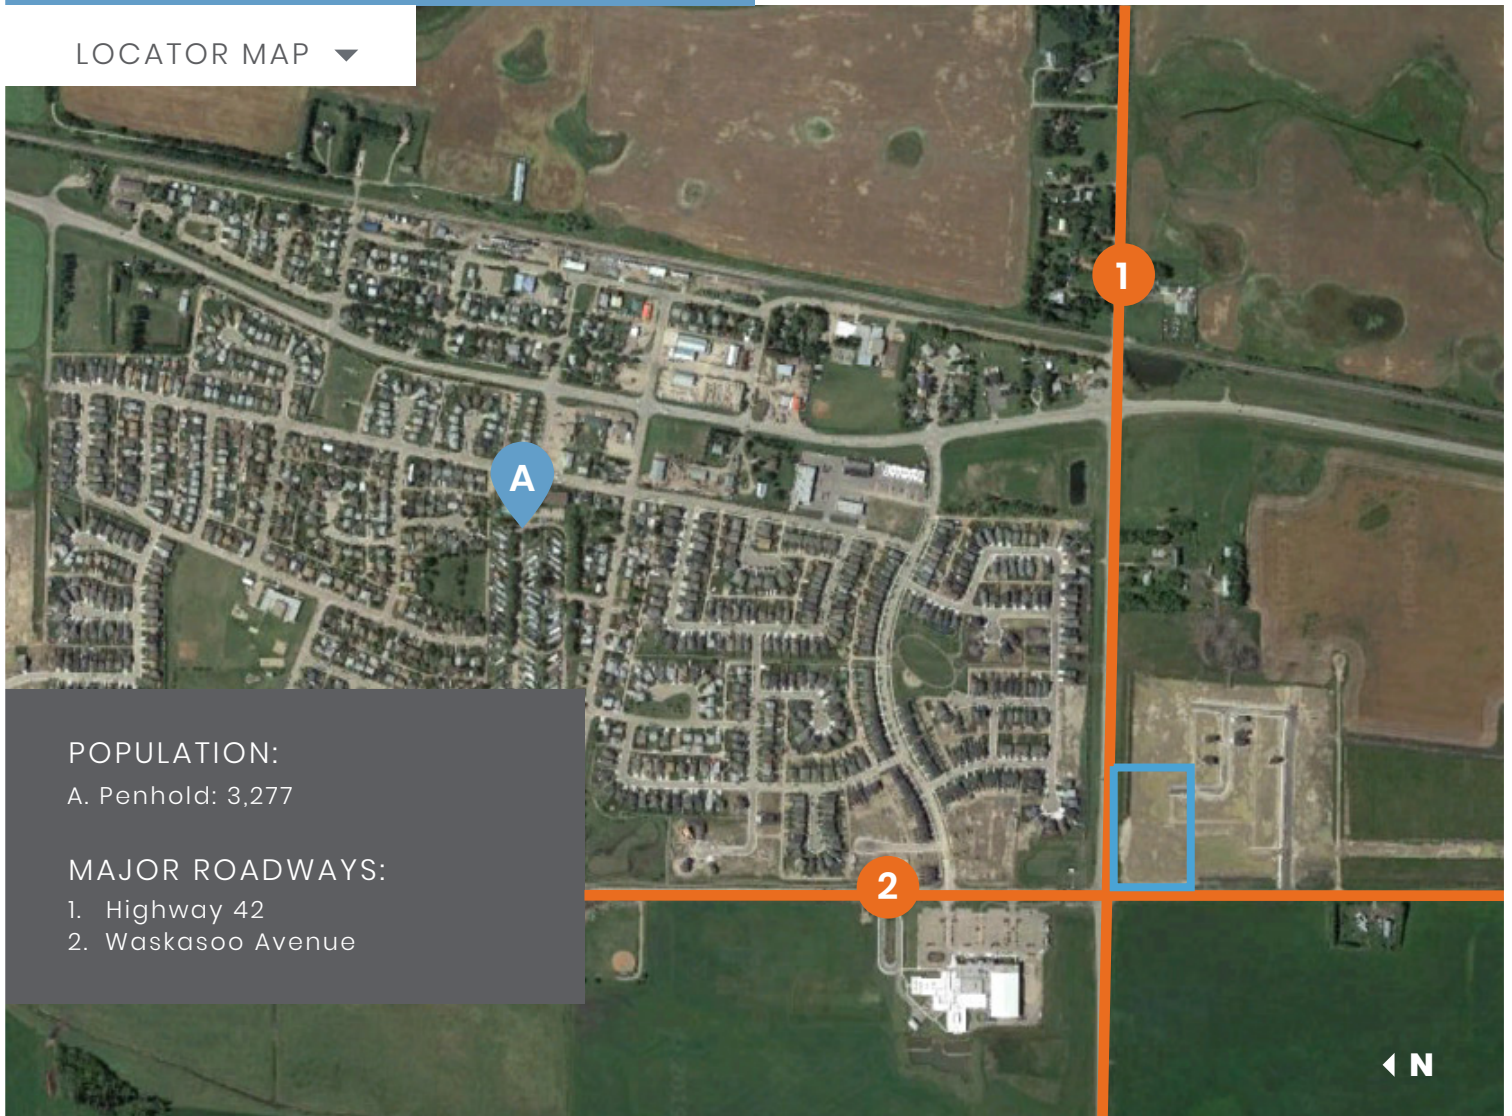 LOCATOR MAP
1
A
POPULATION:
A. Penhold: 3,277
MAJOR ROADWAYS:
1. Highway 42
2. Waskasoo Avenue
2
N